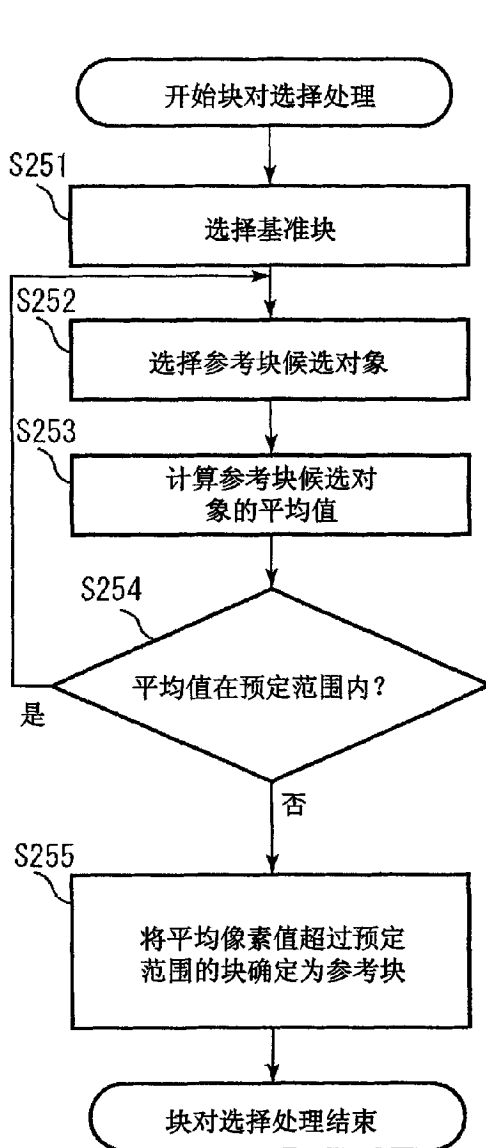 开始块对选择处理
S251
选择基准块
S252
选择参考块候选对象
S253
计算参考块候选对
象的平均值
S254
平均值在预定范围内?
是
否
S255
将平均像素值超过预定
范围的块确定为参考块
块对选择处理结束